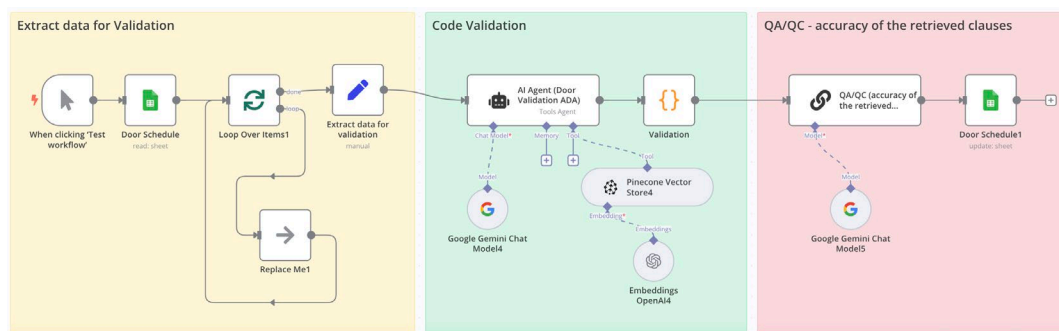 Extract data for Validation
Code Validation
QA/QC - accuracy of the retrieved clauses
done
loop
When clicking ‘Test
workflow’
Door Schedule
read: sheet
Loop Over Items1
Extract data for
validation
manual
Replace Me1
AI Agent (Door
Validation ADA)
Tools Agent
Chat Model*
Memory
Tool
Validation
Tool
Pinecone Vector
Store4
Embedding*
Model
Google Gemini Chat
Model4
Embeddings
Embeddings
OpenAI4
QA/QC (accuracy of
the retrieved...
Model*
Model
Google Gemini Chat
Model5
Door Schedule1
update: sheet